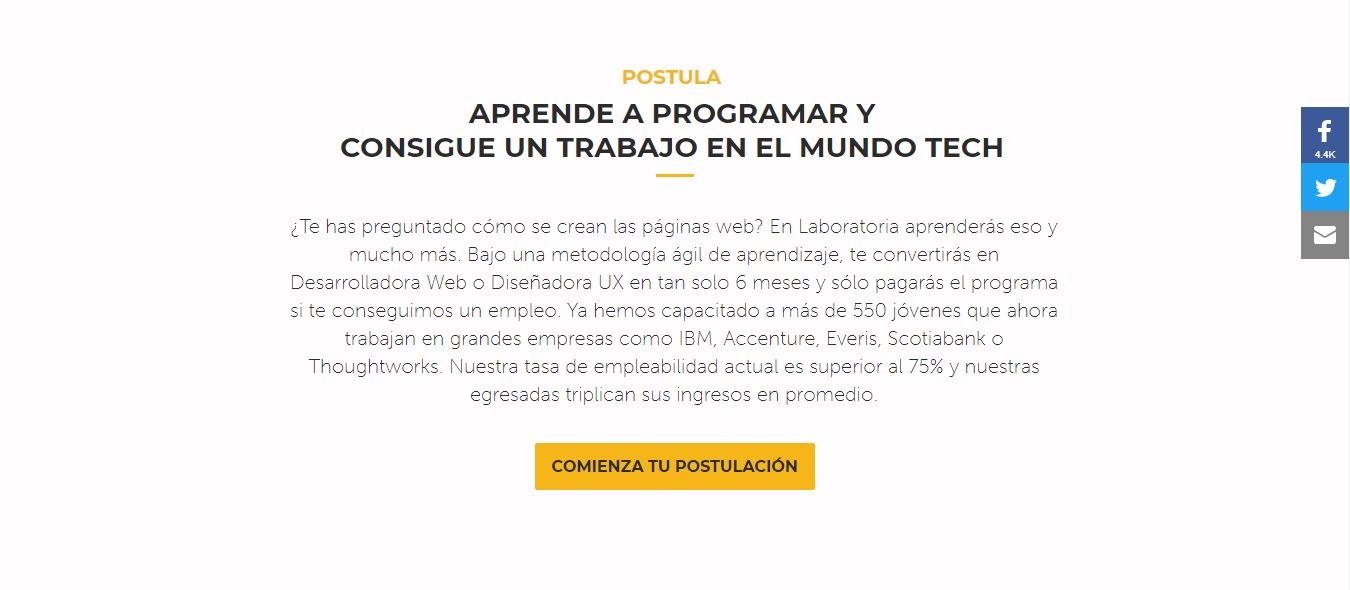 POSTULA
APRENDE A PROGRAMAR Y
CONSIGUE UN TRABAJO EN EL MUNDO TECH
¿Te has preguntado cómo se crean las páginas web? En Laboratoria aprenderás eso y
mucho más. Bajo una metodología ágil de aprendizaje, te convertirás en
Desarrolladora Web o Diseñadora UX en tan solo 6 meses y sólo pagarás el programa
si te conseguimos un empleo. Ya hemos capacitado a más de 550 jóvenes que ahora
trabajan en grandes empresas como IBM, Accenture, Everis, Scotiabank o
Thoughtworks. Nuestra tasa de empleabilidad actual es superior al 75% y nuestras
egresadas triplican sus ingresos en promedio.
COMIENZA TU POSTULACIÓN
4.4K